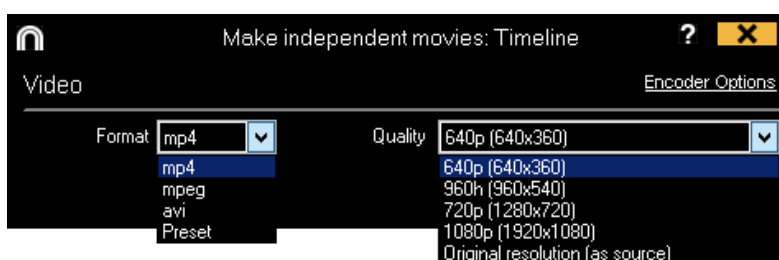 Make independent movies: Timeline ?
Video Encoder Options
Format mp4 Quality 640p (640x360)
mp4 640p (640x360)
mpeg 960h (960x540)
avi 720p (1280x720)
Preset 1080p (1920x1080)
Original resolution (as source)